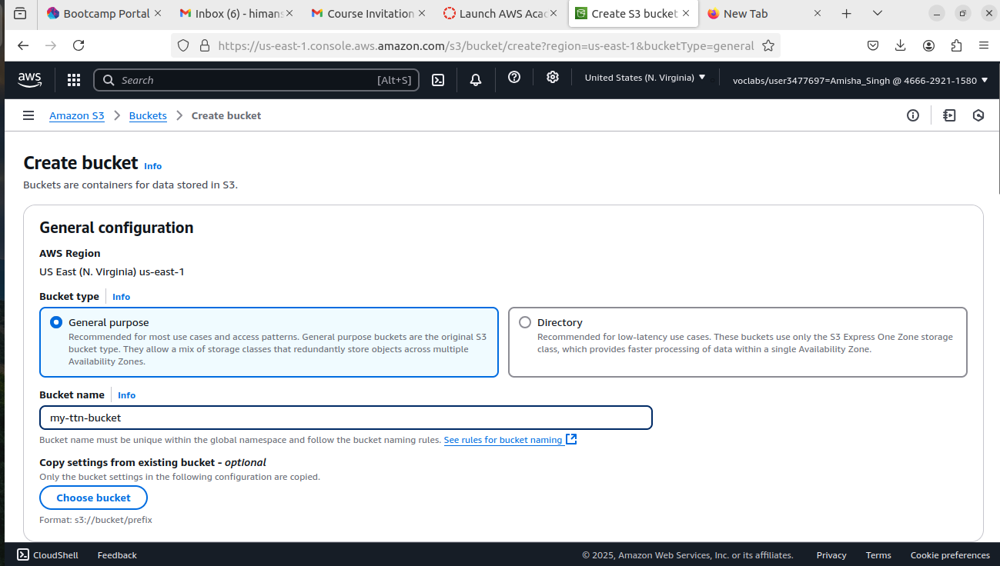 Bootcamp Portal
Inbox (6) - himans
Course Invitation
Launch AWS Aca
Create S3 bucket
New Tab
https://us-east-1.console.aws.amazon.com/s3/bucket/create?region=us-east-1&bucketType=general
aws
Search [Alt+S]
United States (N. Virginia)
voclabs/user3477697=Amisha_Singh @ 4666-2921-1580
Amazon S3 > Buckets > Create bucket
Create bucket Info
Buckets are containers for data stored in S3.
General configuration
AWS Region
US East (N. Virginia) us-east-1
Bucket type Info
General purpose
Recommended for most use cases and access patterns. General purpose buckets are the original S3
bucket type. They allow a mix of storage classes that redundantly store objects across multiple
Availability Zones.
Directory
Recommended for low-latency use cases. These buckets use only the S3 Express One Zone storage
class, which provides faster processing of data within a single Availability Zone.
Bucket name Info
my-ttn-bucket
Bucket name must be unique within the global namespace and follow the bucket naming rules. See rules for bucket naming
Copy settings from existing bucket - optional
Only the bucket settings in the following configuration are copied.
Choose bucket
Format: s3://bucket/prefix
CloudShell Feedback © 2025, Amazon Web Services, Inc. or its affiliates. Privacy Terms Cookie preferences